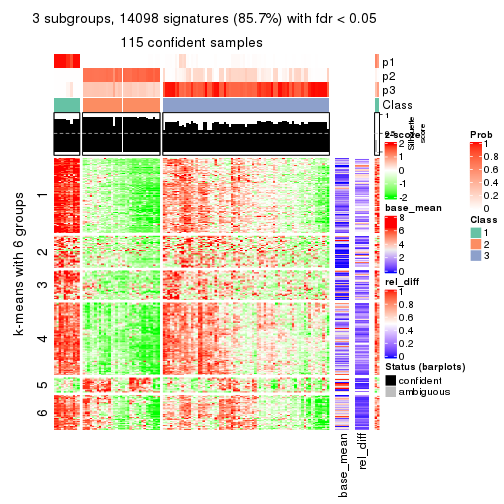 3 subgroups, 14098 signatures (85.7%) with fdr < 0.05
115 confident samples
p1
p2
p3
Class
1
Silhouette
score
k-means with 6 groups
1
2
3
4
5
6
base_mean
rel_diff
z-score
2
1
0
-1
-2
base_mean
8
6
4
2
0
rel_diff
1
0.8
0.6
0.4
0.2
0
Status (barplots)
confident
ambiguous
Prob
1
0.8
0.6
0.4
0.2
0
Class
1
2
3